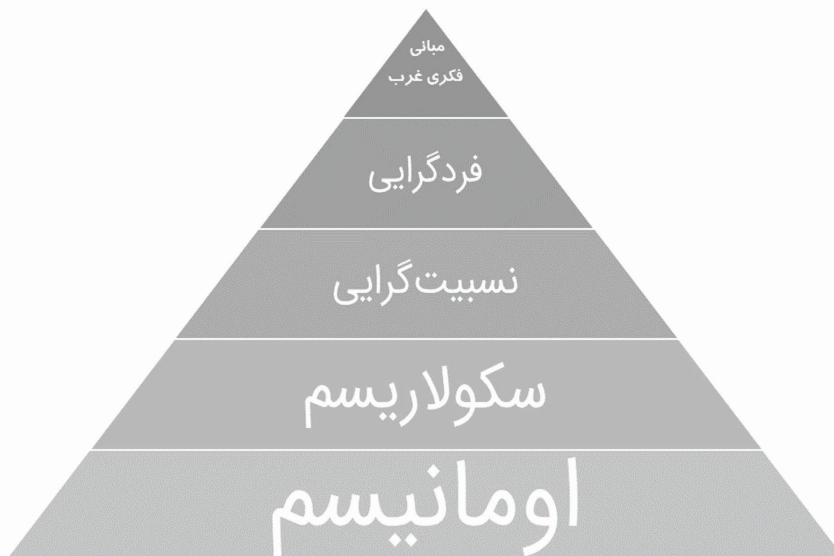 مبانی
فکری غرب
فردگرایی
نسبیت‌گرایی
سکولاریسم
اومانیسم